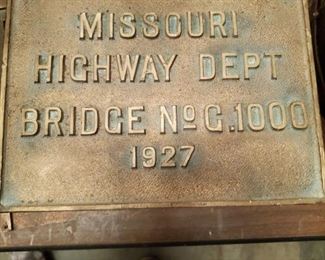 MISSOURI
HIGHWAY DEPT
BRIDGE Nº G.1000
1927